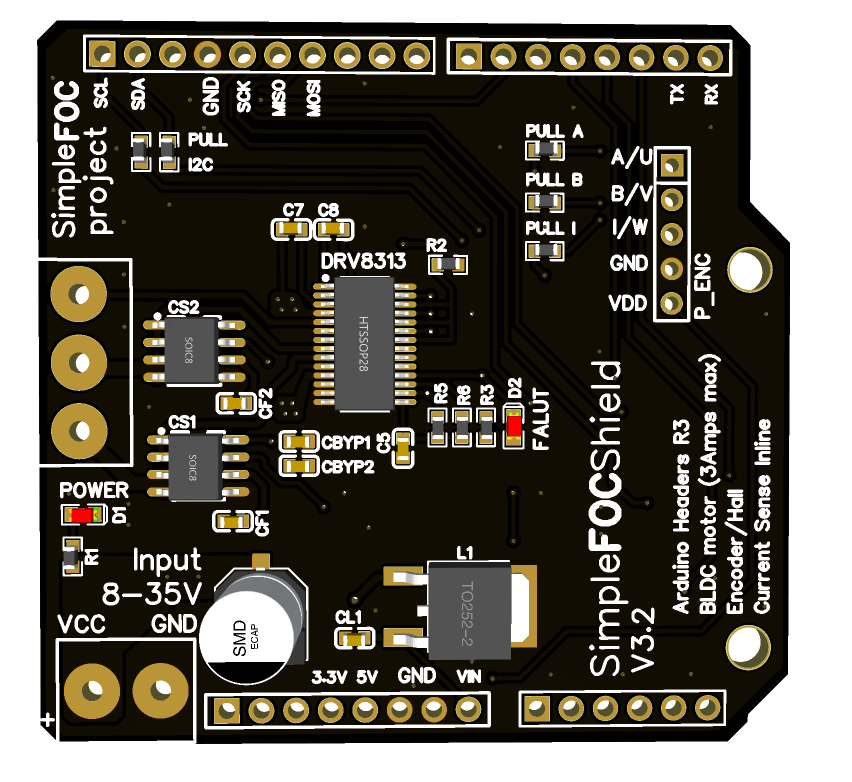 SCL SDA GND SCK MISO MOSI
TX RX
SimpleFOC
project
PULL
I2C
PULL A
PULL B
PULL I
A/U
B/V
I/W
GND
VDD
P_ENC
C7 C8
R2
DRV8313
HTSSOP28
CS2
SOIC8
CF2
CS1
SOIC8
CF1
CBYP1
CBYP2
C5
R5 R6 R3 D2
FALUT
POWER
D1
R1
Input
8-35V
VCC GND
+
SMD
ECAP
CL1
L1
TO252-2
3.3V 5V GND VIN
SimpleFOCShield
V3.2
Arduino Headers R3
BLDC motor (3Amps max)
Encoder/Hall
Current Sense Inline